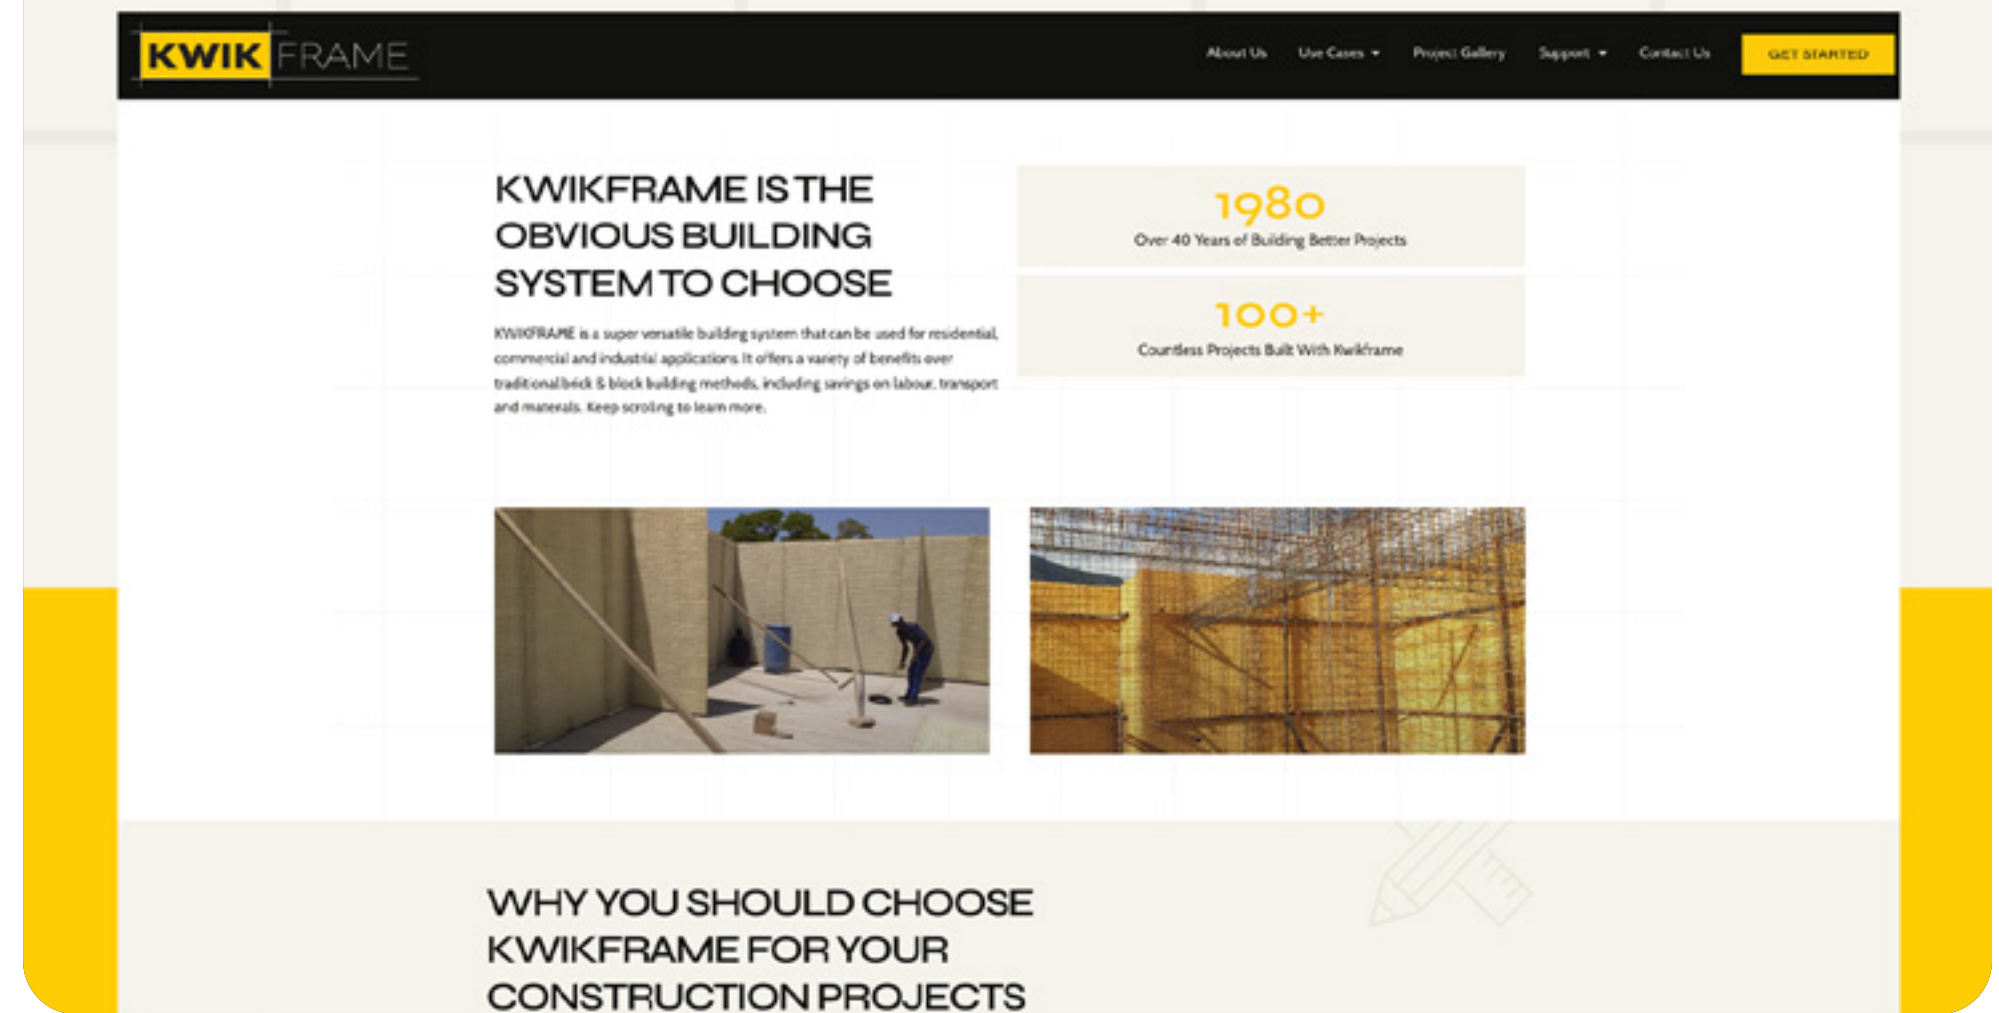 KWIK FRAME
About Us Use Cases Project Gallery Support Contact Us GET STARTED
KWIKFRAME IS THE
OBVIOUS BUILDING
SYSTEM TO CHOOSE
KWIKFRAME is a super versatile building system that can be used for residential,
commercial and industrial applications. It offers a variety of benefits over
traditional brick & block building methods, including savings on labour, transport
and materials. Keep scrolling to learn more.
1980
Over 40 Years of Building Better Projects
100+
Countless Projects Built With Kwikframe
WHY YOU SHOULD CHOOSE
KWIKFRAME FOR YOUR
CONSTRUCTION PROJECTS